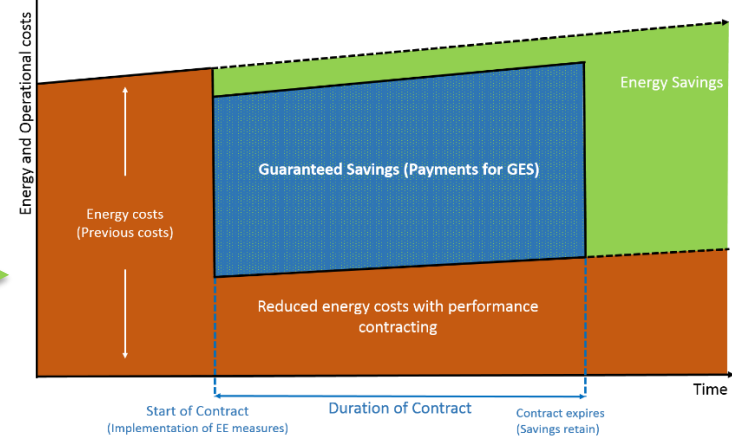 Energy and Operational costs
Energy Savings
Guaranteed Savings (Payments for GES)
Energy costs
(Previous costs)
Reduced energy costs with performance
contracting
Time
Start of Contract
(Implementation of EE measures)
Duration of Contract
Contract expires
(Savings retain)